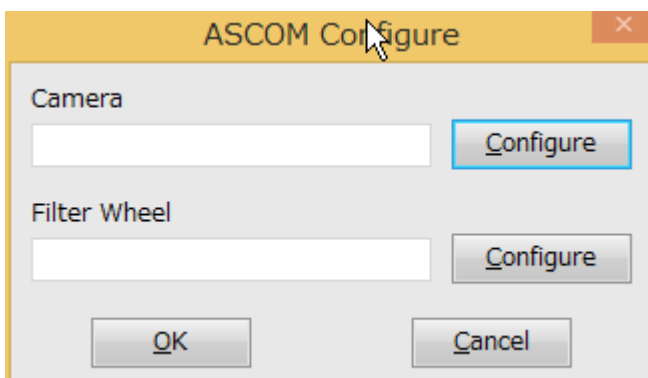 ASCOM Configure
Camera
Configure
Filter Wheel
Configure
OK
Cancel